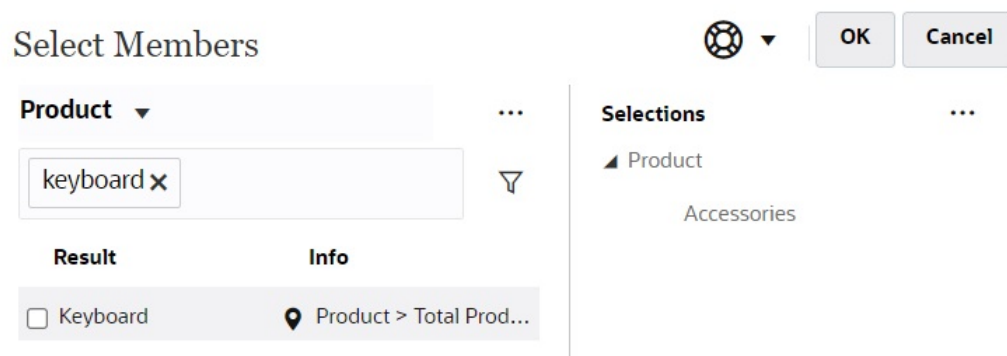 Select Members
OK
Cancel
Product
...
keyboard
Result Info
Keyboard Product > Total Prod...
Selections
...
Product
Accessories